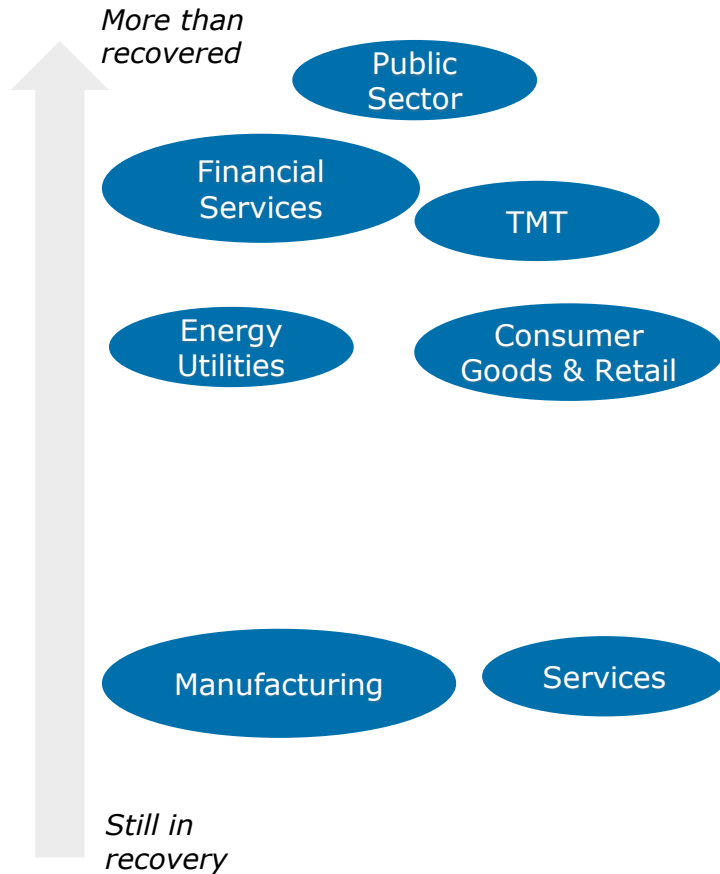 More than
recovered
Public
Sector
Financial
Services
TMT
Energy
Utilities
Consumer
Goods & Retail
Manufacturing
Services
Still in
recovery